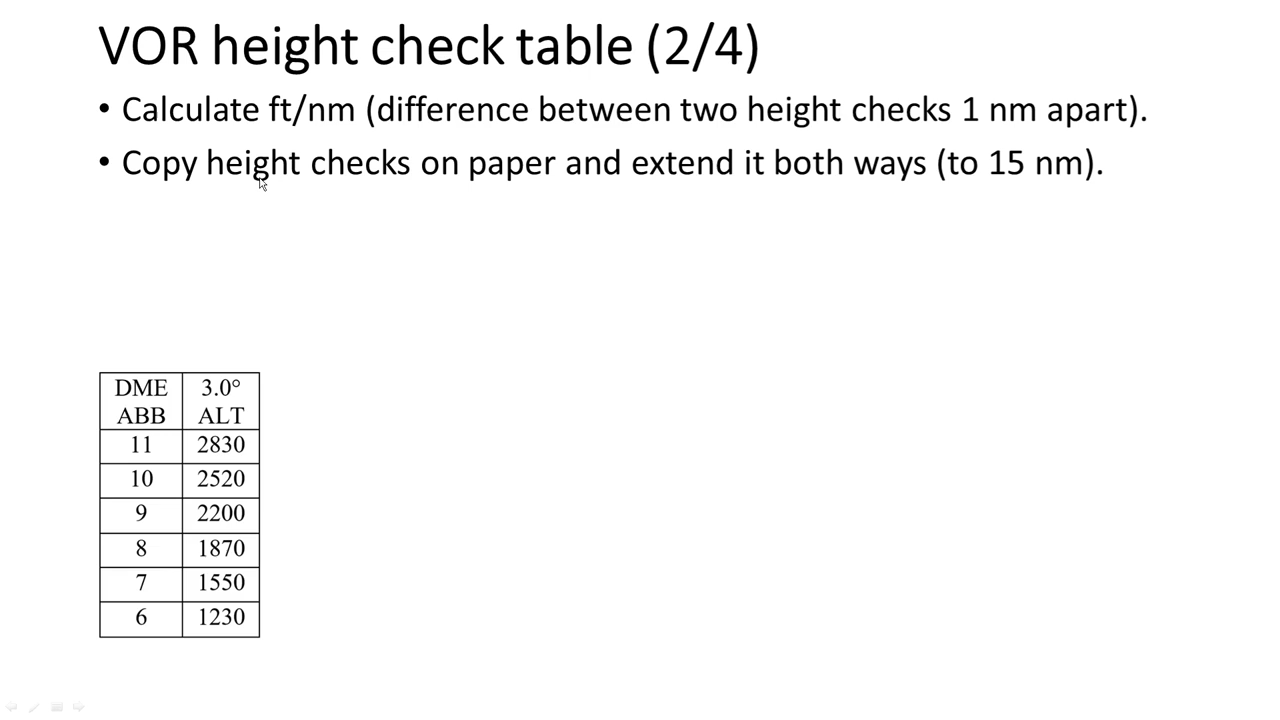 VOR height check table (2/4)
• Calculate ft/nm (difference between two height checks 1 nm apart).
• Copy height checks on paper and extend it both ways (to 15 nm).
DME ABB 3.0° ALT
11 2830
10 2520
9 2200
8 1870
7 1550
6 1230